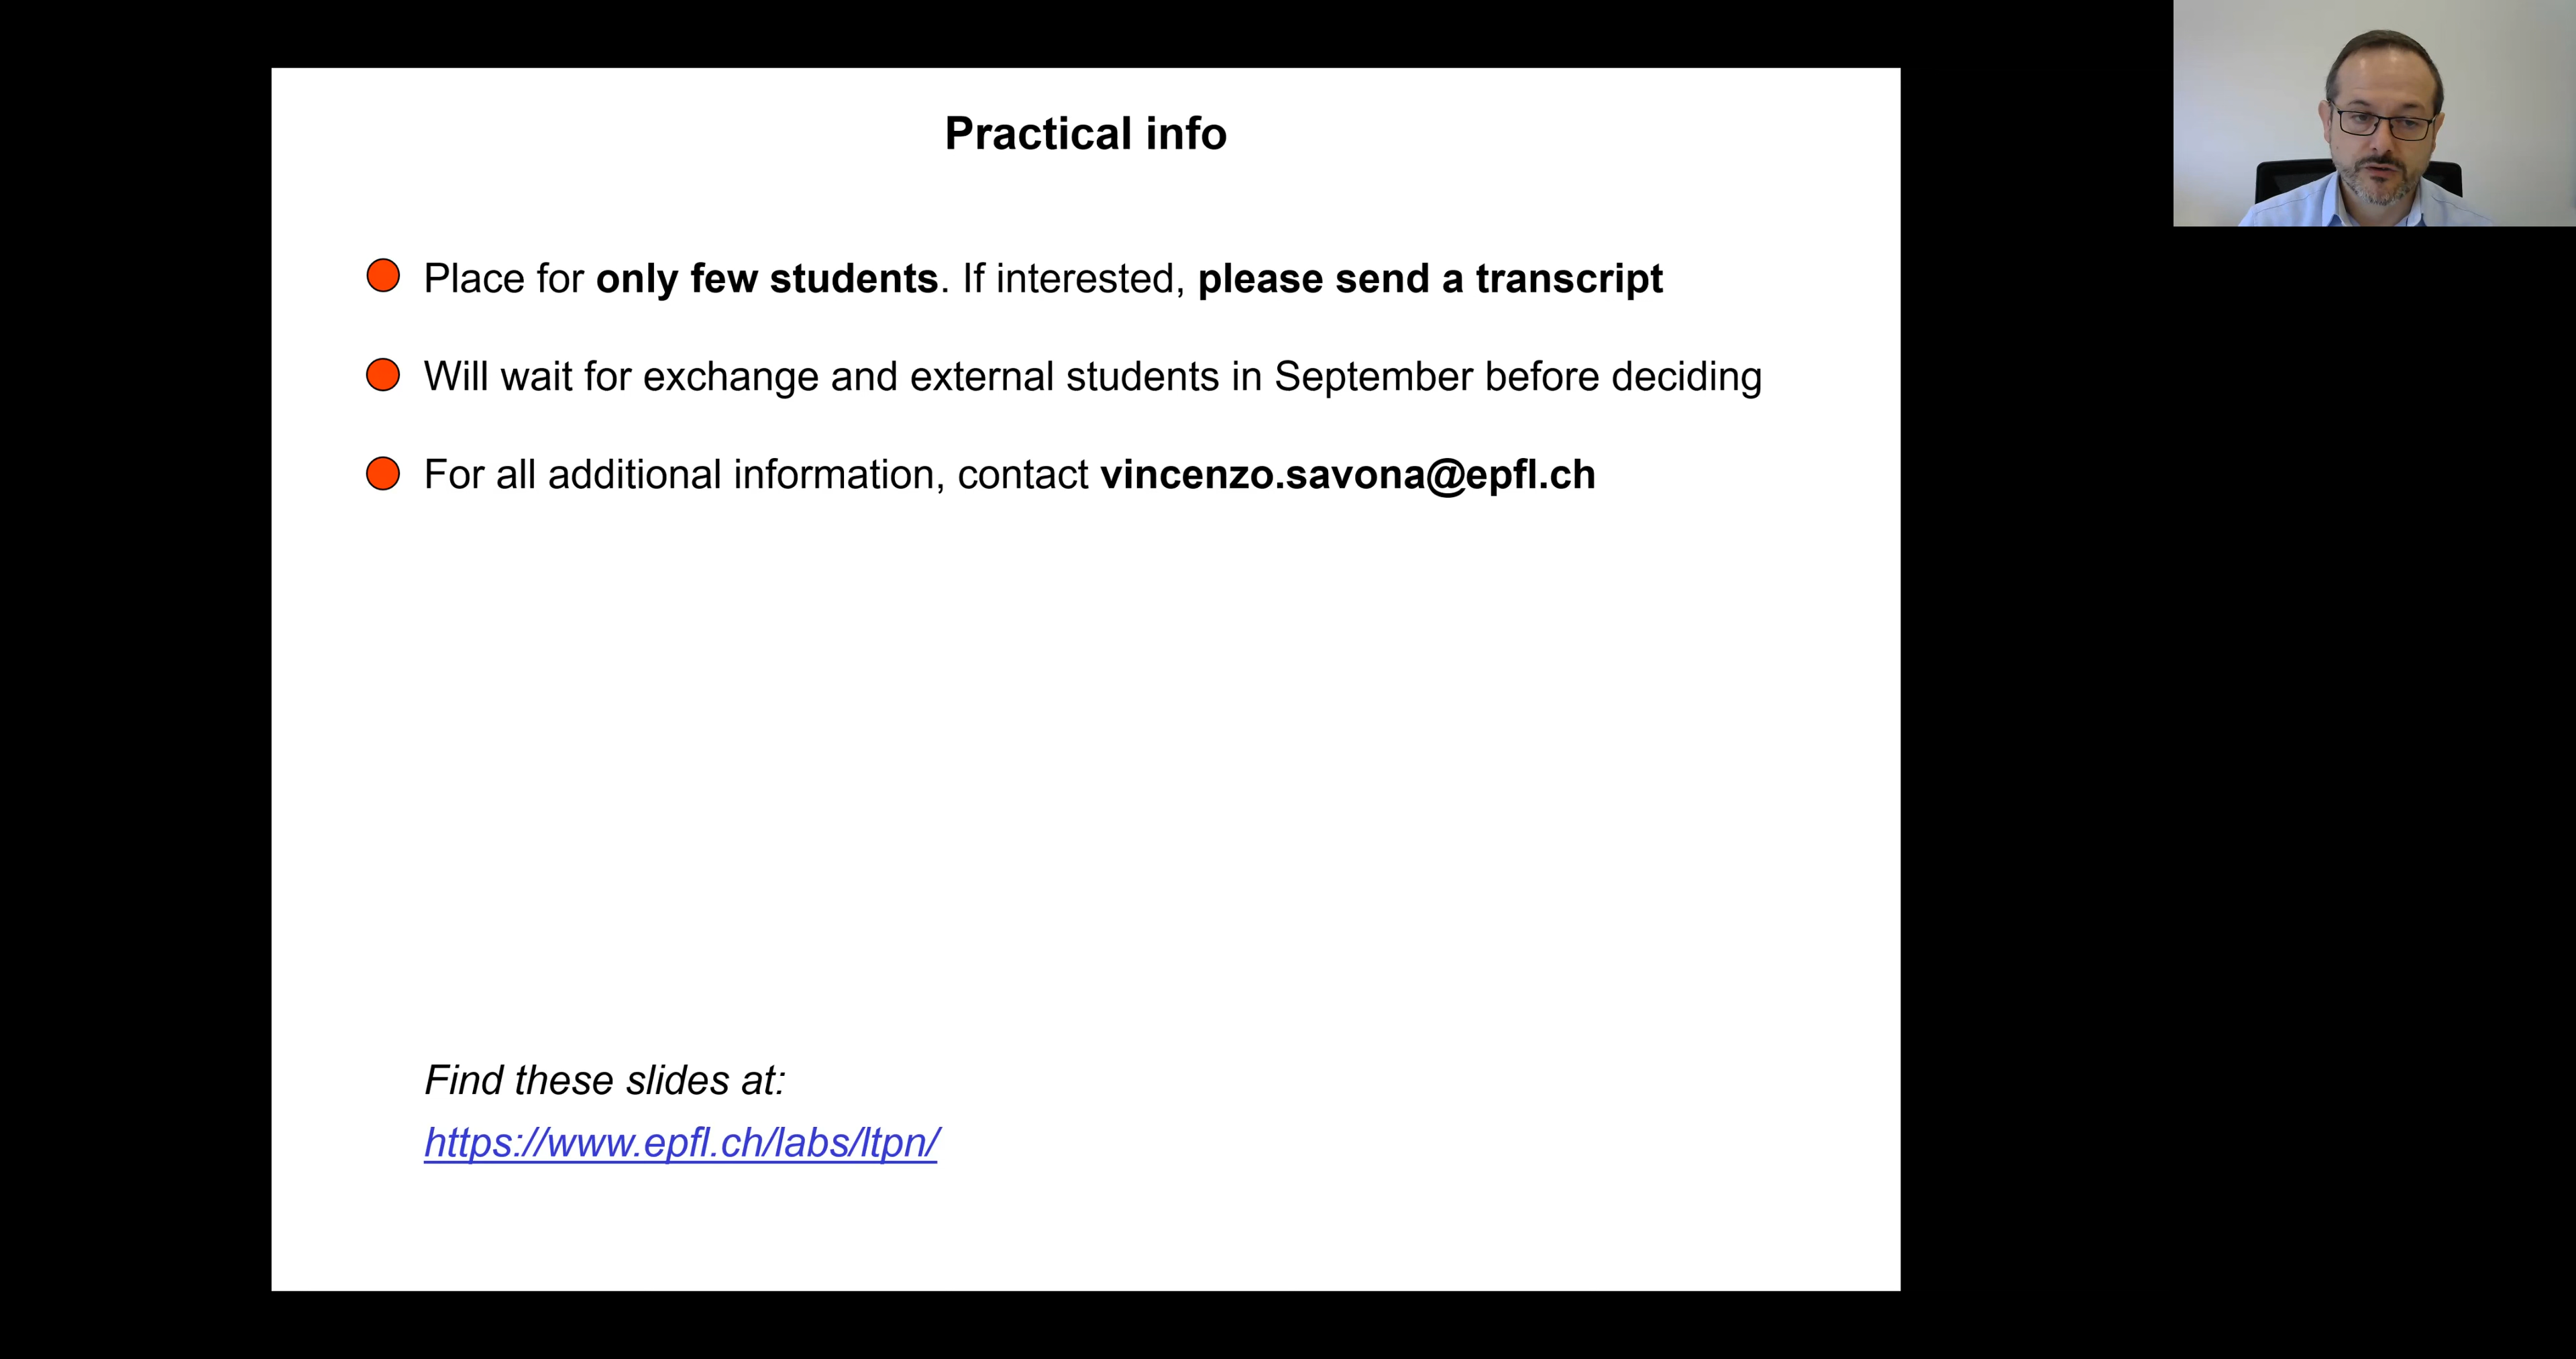 Practical info
Place for only few students. If interested, please send a transcript
Will wait for exchange and external students in September before deciding
For all additional information, contact vincenzo.savona@epfl.ch
Find these slides at:
https://www.epfl.ch/labs/ltpn/